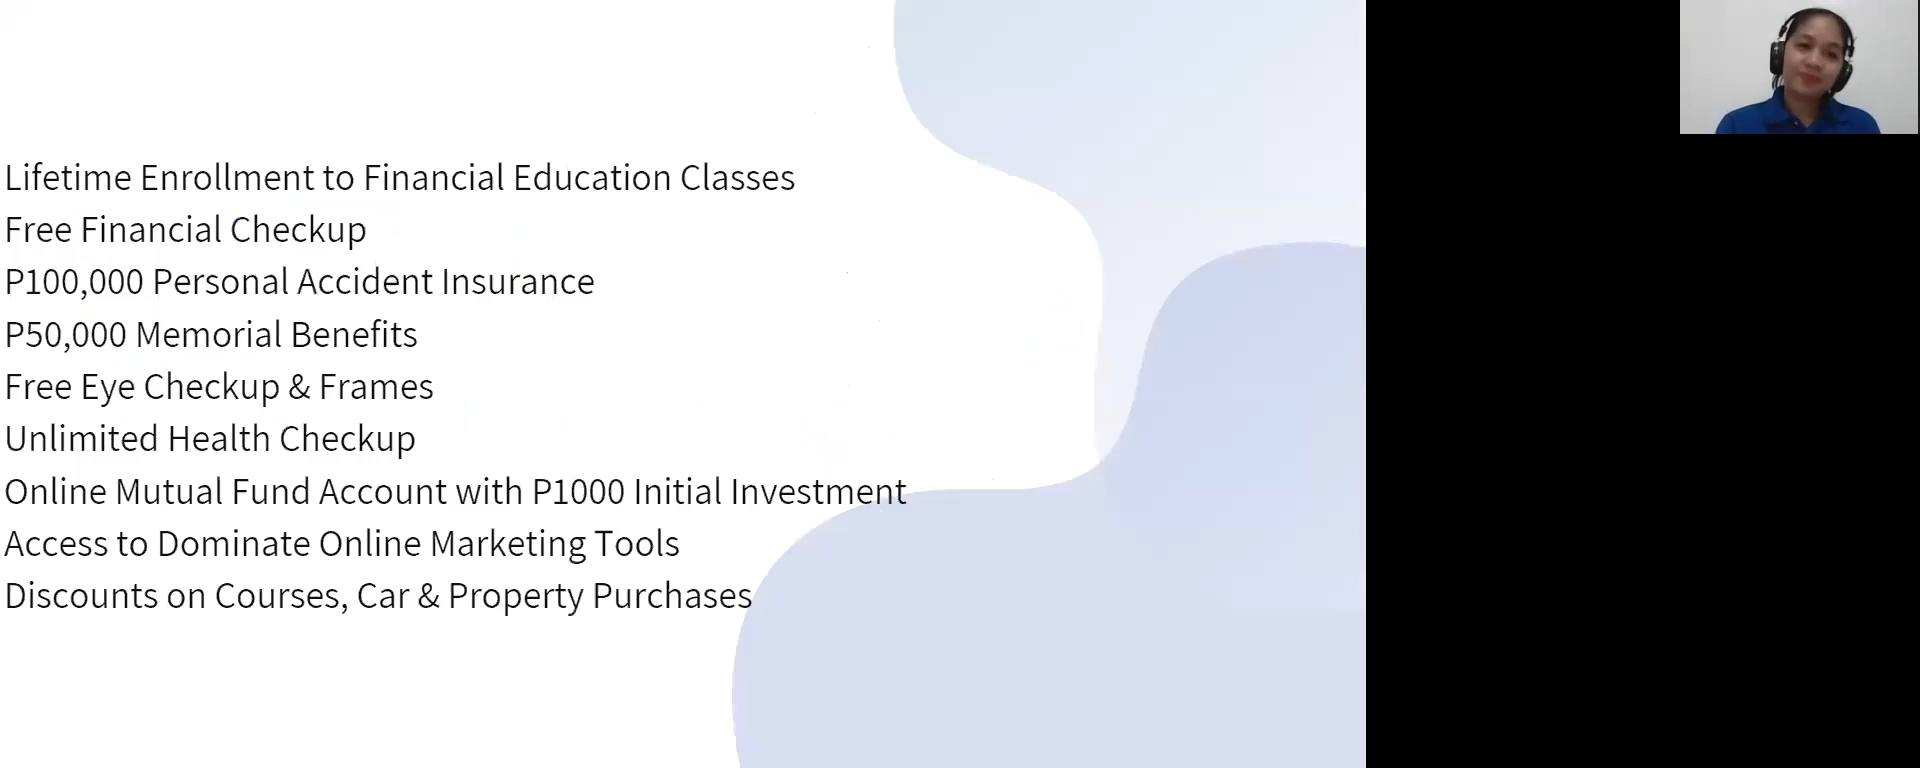 Lifetime Enrollment to Financial Education Classes
Free Financial Checkup
P100,000 Personal Accident Insurance
P50,000 Memorial Benefits
Free Eye Checkup & Frames
Unlimited Health Checkup
Online Mutual Fund Account with P1000 Initial Investment
Access to Dominate Online Marketing Tools
Discounts on Courses, Car & Property Purchases